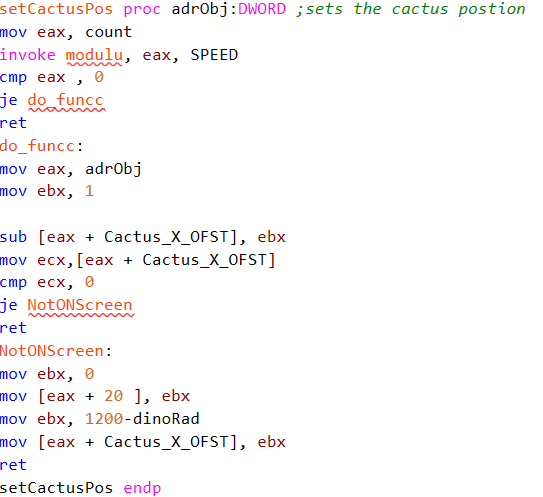 setCactusPos proc adrObj:DWORD ;sets the cactus postion
mov eax, count
invoke modulu, eax, SPEED
cmp eax , 0
je do_funcc
ret
do_funcc:
mov eax, adrObj
mov ebx, 1
sub [eax + Cactus_X_OFST], ebx
mov ecx,[eax + Cactus_X_OFST]
cmp ecx, 0
je NotONScreen
ret
NotONScreen:
mov ebx, 0
mov [eax + 20 ], ebx
mov ebx, 1200-dinoRad
mov [eax + Cactus_X_OFST], ebx
ret
setCactusPos endp